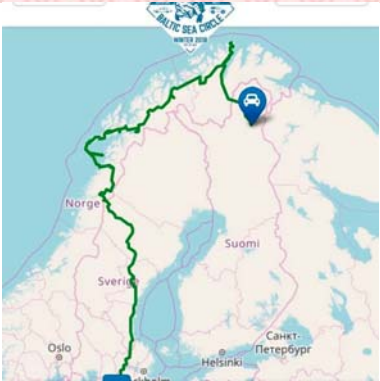 BALTIC SEA CIRCLE
WINTER 2018
Norge
Suomi
Sverige
Oslo
Helsinki
Санкт-
Петербург